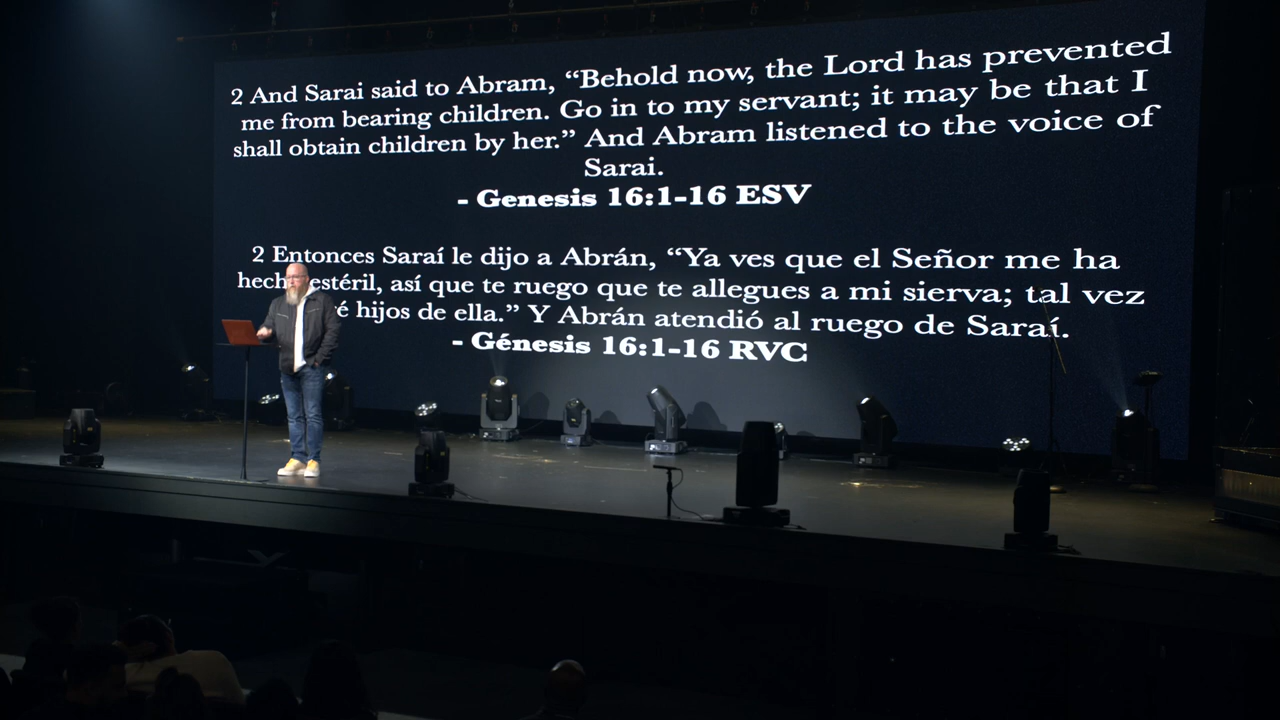 2 And Sarai said to Abram, “Behold now, the Lord has prevented
me from bearing children. Go in to my servant; it may be that I
shall obtain children by her.” And Abram listened to the voice of
Sarai.
- Genesis 16:1-16 ESV
2 Entonces Saraí le dijo a Abrán, “Ya ves que el Señor me ha
estéril, así que te ruego que te allegues a mi sierva; tal vez
hijos de ella.” Y Abrán atendió al ruego de Saraí.
- Génesis 16:1-16 RVC